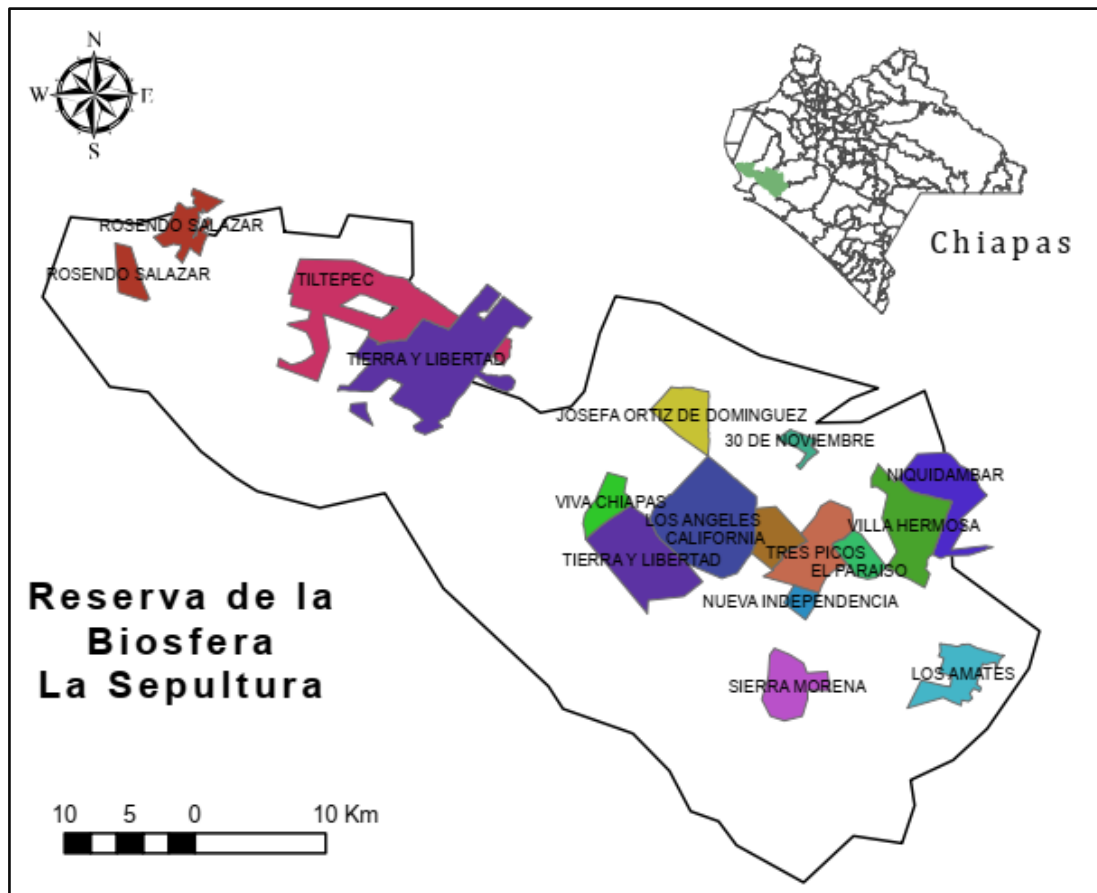 N
W E
S
Chiapas
ROSENDO SALAZAR
ROSENDO SALAZAR
TILTEPEC
TIERRA Y LIBERTAD
JOSEFA ORTIZ DE DOMINGUEZ
30 DE NOVIEMBRE
NIQUIDAMBAR
VIVA CHIAPAS
LOS ANGELES
CALIFORNIA
VILLA HERMOSA
TIERRA Y LIBERTAD
TRES PICOS
EL PARAISO
NUEVA INDEPENDENCIA
SIERRA MORENA
LOS AMATES
Reserva de la
Biosfera
La Sepultura
10 5 0 10 Km